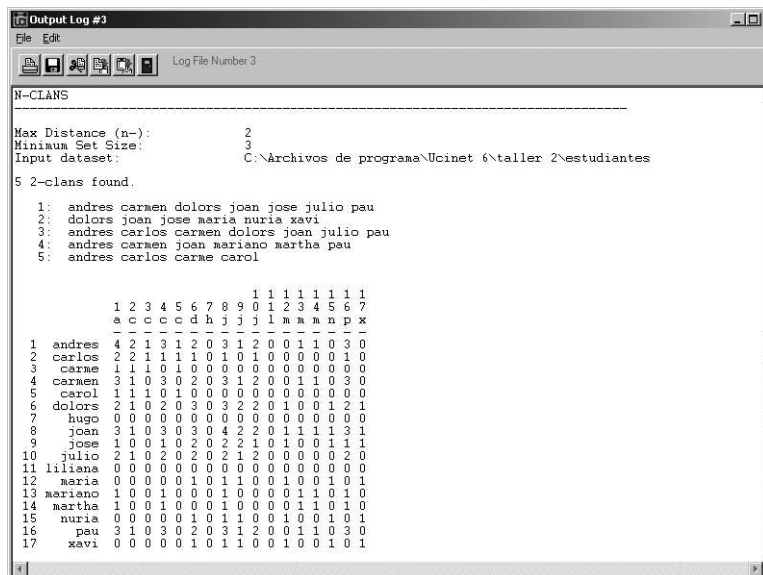 Output Log #3
File Edit
Log File Number 3
N-CLANS
Max Distance (n-): 2
Minimum Set Size: 3
Input dataset: C:\Archivos de programa\Ucinet 6\taller 2\estudiantes
5 2-clans found.
1: andres carmen dolors joan jose julio pau
2: dolors joan jose maria nuria xavi
3: andres carlos carmen dolors joan julio pau
4: andres carmen joan mariano martha pau
5: andres carlos carme carol
1 1 1 1 1 1 1 1
1 2 3 4 5 6 7 8 9 0 1 2 3 4 5 6 7
a c c c c d h j j j l m m m n p x
- - - - - - - - - - - - - - - - -
1 andres 4 2 1 3 1 2 0 3 1 2 0 0 1 1 0 3 0
2 carlos 2 2 1 1 1 1 0 1 0 1 0 0 0 0 0 1 0
3 carme 1 1 1 0 1 0 0 0 0 0 0 0 0 0 0 0 0
4 carmen 3 1 0 3 0 2 0 3 1 2 0 0 1 1 0 3 0
5 carol 1 1 1 0 1 0 0 0 0 0 0 0 0 0 0 0 0
6 dolors 2 1 0 2 0 3 0 3 2 2 0 1 0 0 1 2 1
7 hugo 0 0 0 0 0 0 0 0 0 0 0 0 0 0 0 0 0
8 joan 3 1 0 3 0 3 0 4 2 2 0 1 1 1 1 3 1
9 jose 1 0 0 1 0 2 0 2 2 1 0 1 0 0 1 1 1
10 julio 2 1 0 2 0 2 0 2 1 2 0 0 0 0 0 2 0
11 liliana 0 0 0 0 0 0 0 0 0 0 0 0 0 0 0 0 0
12 maria 0 0 0 0 0 1 0 1 1 0 0 1 0 0 1 0 1
13 mariano 1 0 0 1 0 0 0 1 0 0 0 0 1 1 0 1 0
14 martha 1 0 0 1 0 0 0 1 0 0 0 0 1 1 0 1 0
15 nuria 0 0 0 0 0 1 0 1 1 0 0 1 0 0 1 0 1
16 pau 3 1 0 3 0 2 0 3 1 2 0 0 1 1 0 3 0
17 xavi 0 0 0 0 0 1 0 1 1 0 0 1 0 0 1 0 1